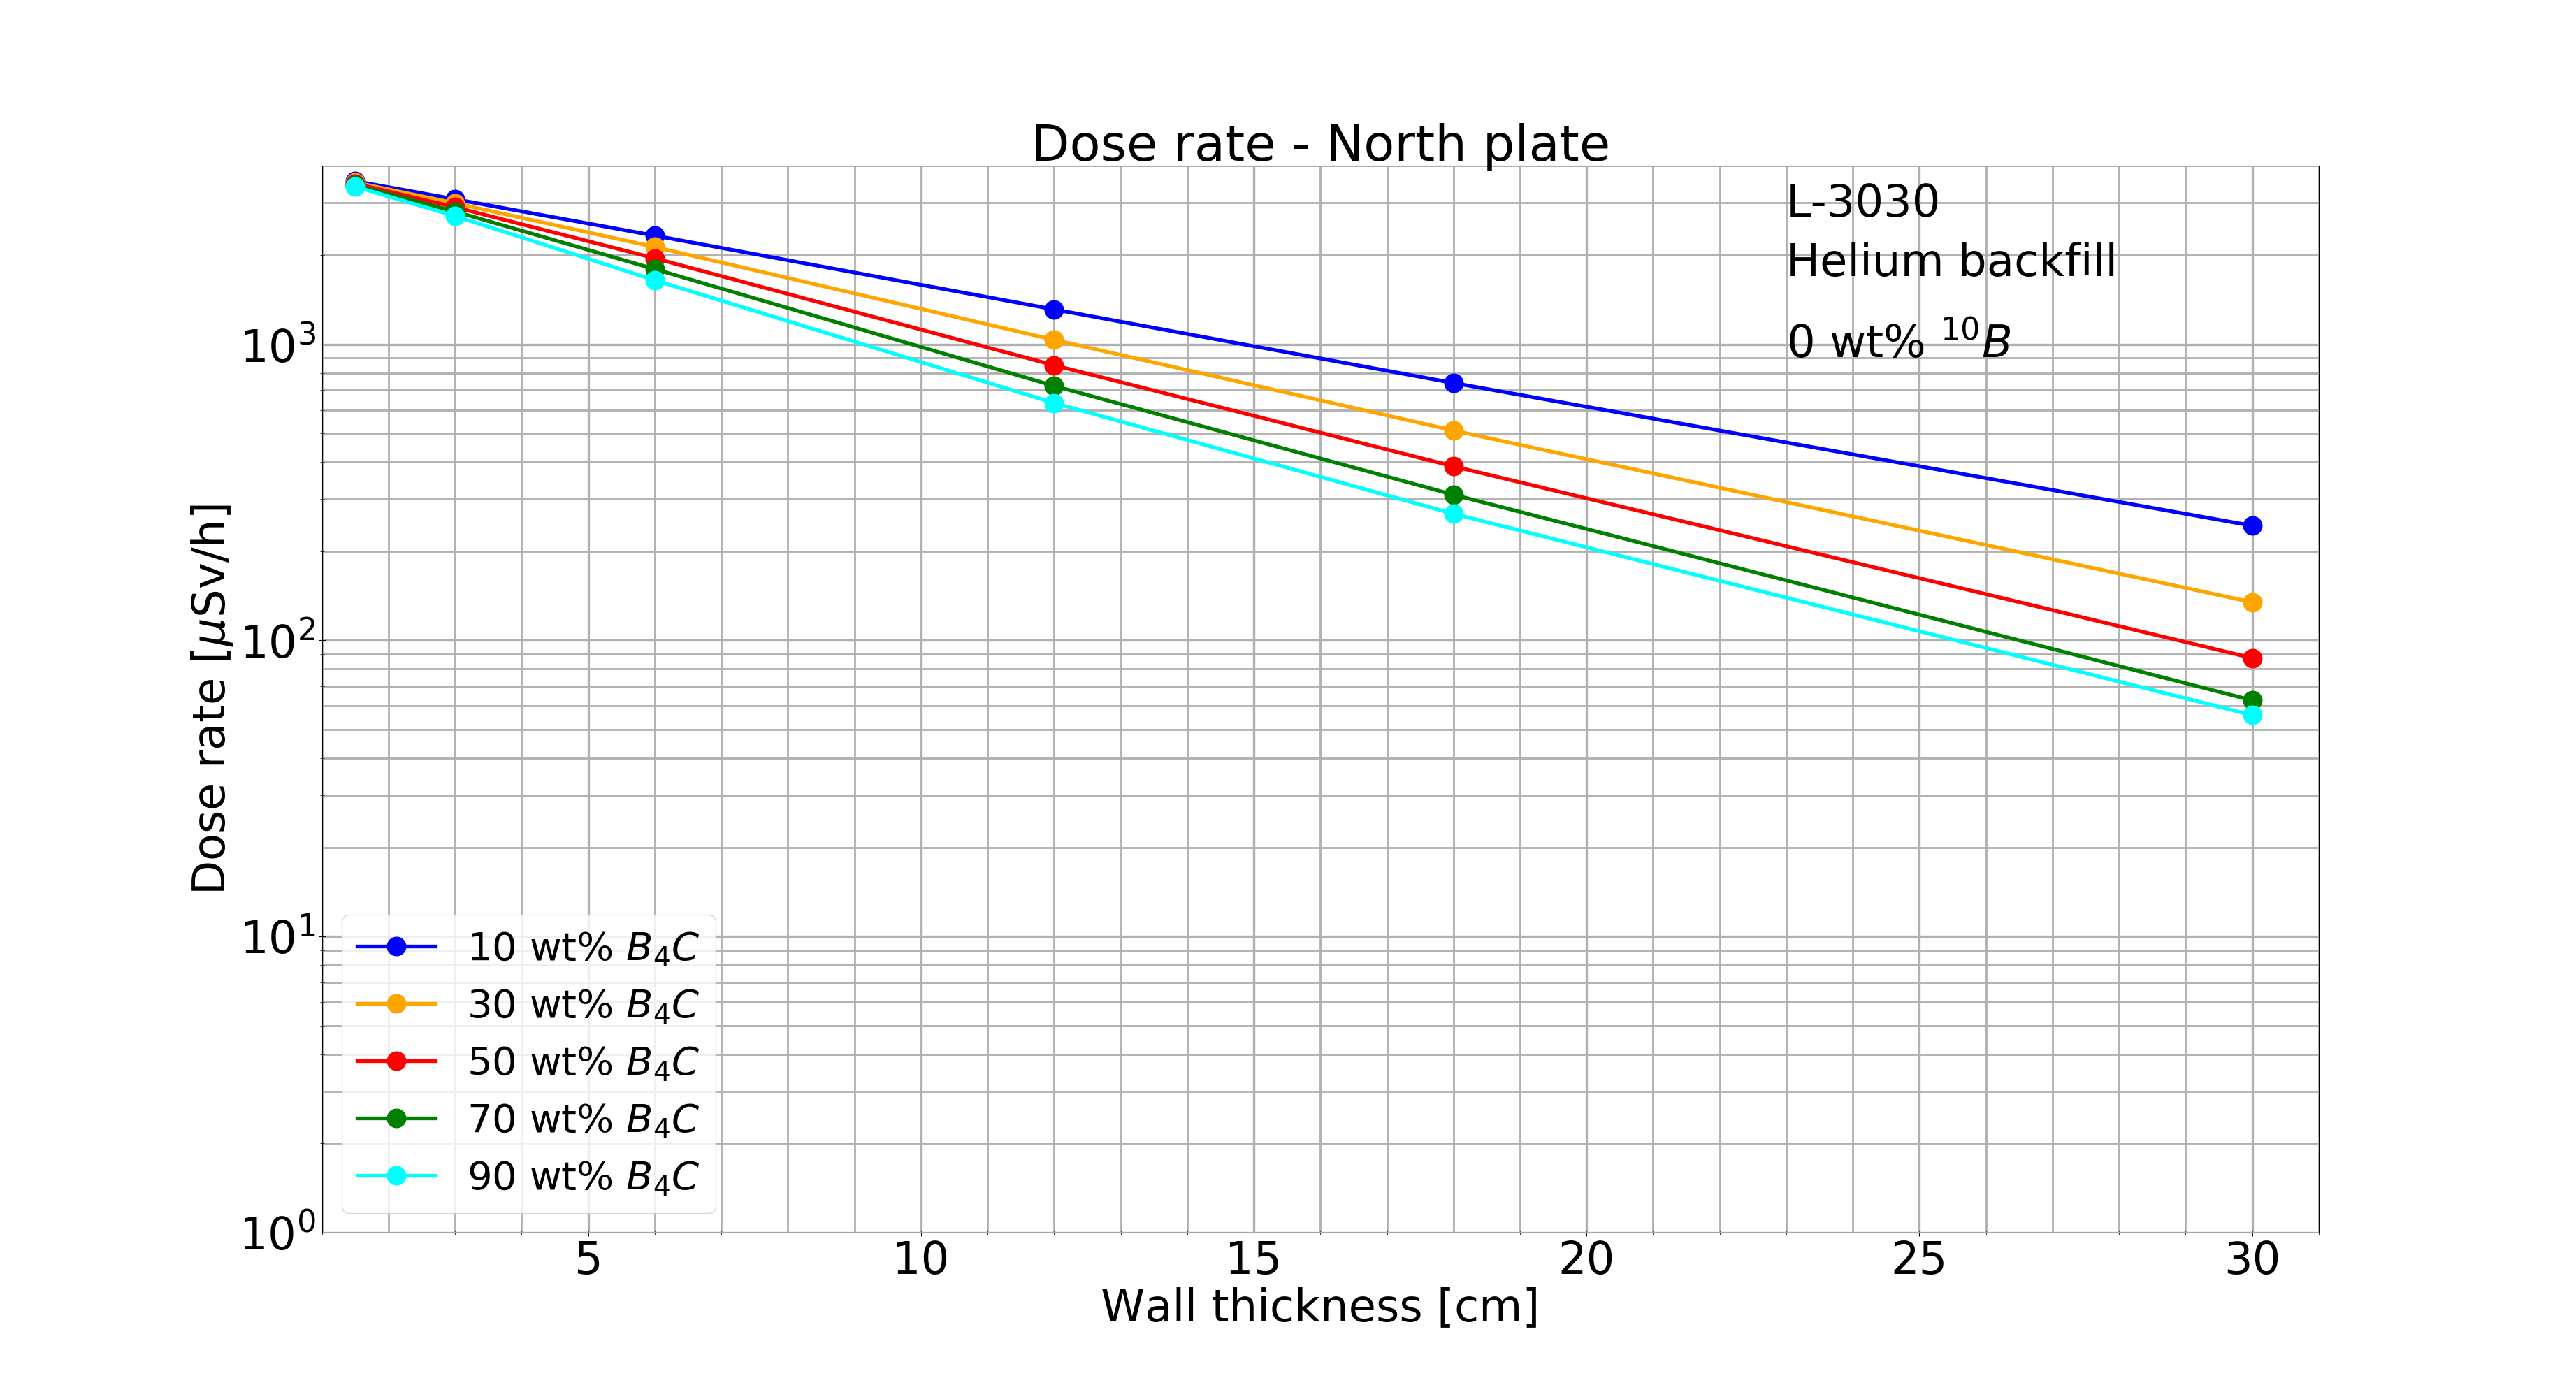 Dose rate - North plate
L-3030
Helium backfill
0 wt% ¹⁰B
Dose rate [μSv/h]
10³
10²
10¹
10⁰
10 wt% B₄C
30 wt% B₄C
50 wt% B₄C
70 wt% B₄C
90 wt% B₄C
5 10 15 20 25 30
Wall thickness [cm]